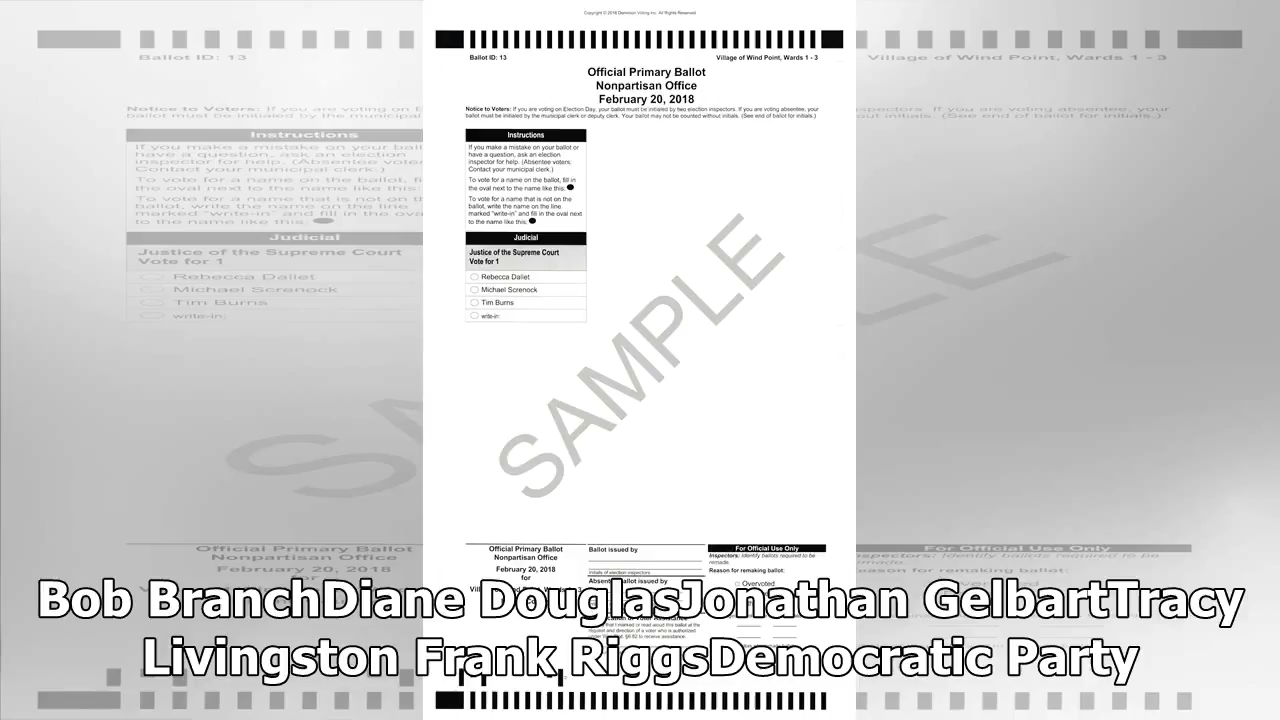 Copyright © 2018 Dominion Voting Inc. All Rights Reserved
Ballot ID: 13
Village of Wind Point, Wards 1 - 3
Official Primary Ballot
Nonpartisan Office
February 20, 2018
Notice to Voters: If you are voting on Election Day, your ballot must be initialed by two election inspectors. If you are voting absentee, your
ballot must be initialed by the municipal clerk or deputy clerk. Your ballot may not be counted without initials. (See end of ballot for initials.)
Instructions
If you make a mistake on your ballot or
have a question, ask an election
inspector for help. (Absentee voters:
Contact your municipal clerk.)
To vote for a name on the ballot, fill in
the oval next to the name like this:
To vote for a name that is not on the
ballot, write the name on the line
marked "write-in" and fill in the oval next
to the name like this:
Judicial
Justice of the Supreme Court
Vote for 1
Rebecca Dallet
Michael Screnock
Tim Burns
write-in:
SAMPLE
Official Primary Ballot
Nonpartisan Office
February 20, 2018
for
Ballot issued by
Initials of election inspectors
Absentee ballot issued by
For Official Use Only
Inspectors: Identify ballots required to be
remade.
Reason for remaking ballot:
Overvoted
Bob BranchDiane DouglasJonathan GelbartTracy
Livingston Frank RiggsDemocratic Party